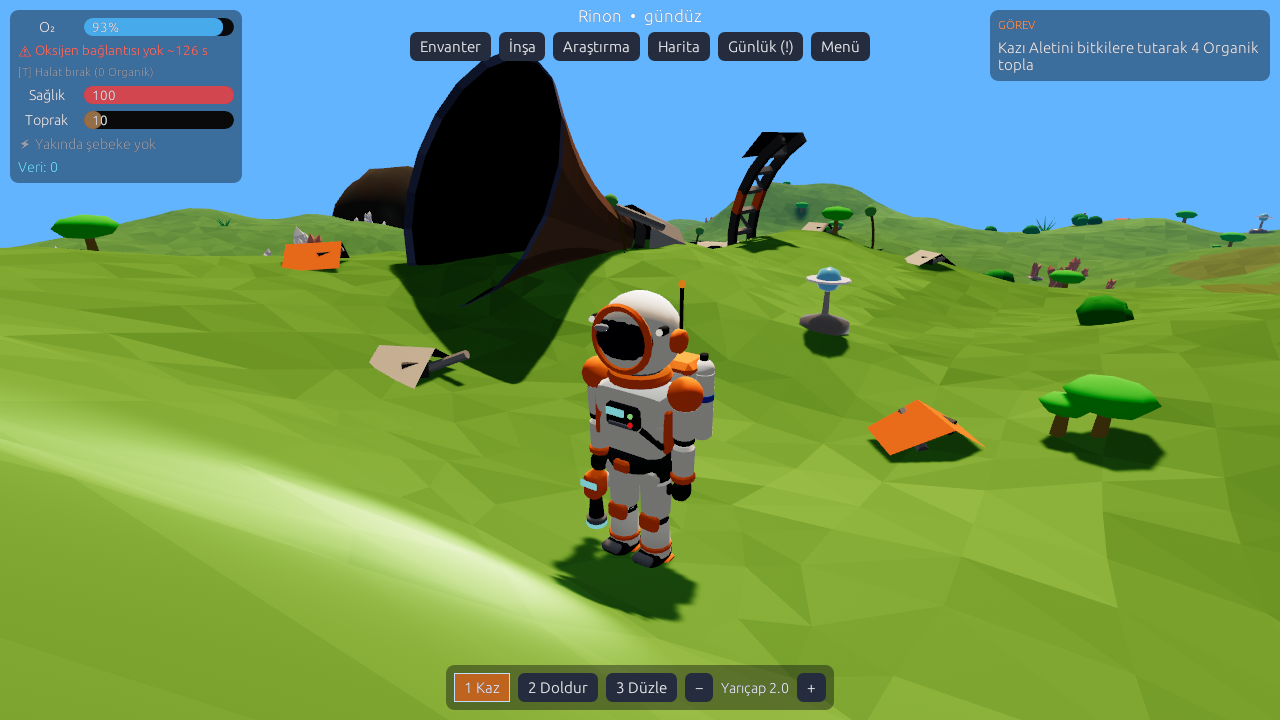 O₂ 93%
⚠ Oksijen bağlantısı yok ~126 s
[T] Halat bırak (0 Organik)
Sağlık 100
Toprak 10
⚡ Yakında şebeke yok
Veri: 0
Rinon • gündüz
Envanter İnşa Araştırma Harita Günlük (!) Menü
GÖREV
Kazı Aletini bitkilere tutarak 4 Organik
topla
1 Kaz 2 Doldur 3 Düzle − Yarıçap 2.0 +